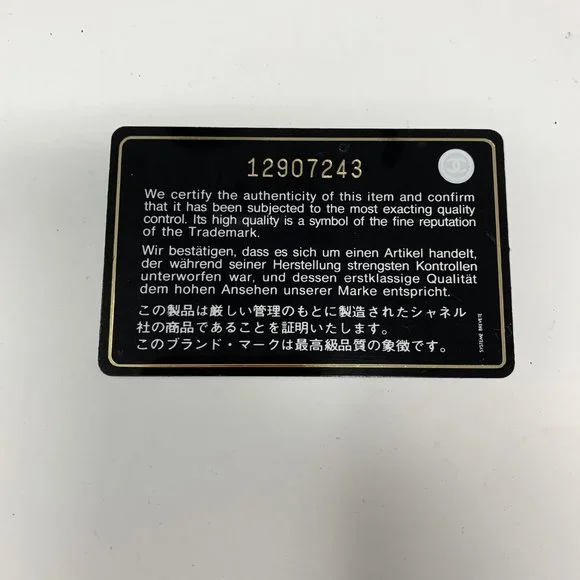 12907243
We certify the authenticity of this item and confirm
that it has been subjected to the most exacting quality
control. Its high quality is a symbol of the fine reputation
of the Trademark.
Wir bestätigen, dass es sich um einen Artikel handelt,
der während seiner Herstellung strengsten Kontrollen
unterworfen war, und dessen erstklassige Qualität
dem hohen Ansehen unserer Marke entspricht.
この製品は厳しい管理のもとに製造されたシャネル
社の商品であることを証明いたします。
このブランド・マークは最高級品質の象徴です。
SYSTEME BREVETE